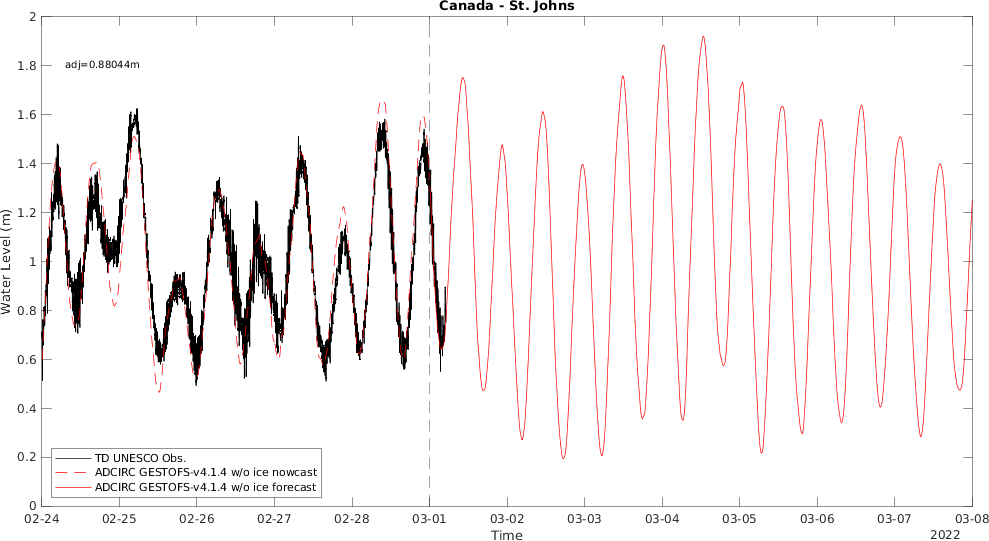 Canada - St. Johns
2
1.8
1.6
1.4
1.2
1
0.8
0.6
0.4
0.2
0
Water Level (m)
adj=0.88044m
TD UNESCO Obs.
ADCIRC GESTOFS-v4.1.4 w/o ice nowcast
ADCIRC GESTOFS-v4.1.4 w/o ice forecast
02-24 02-25 02-26 02-27 02-28 03-01 03-02 03-03 03-04 03-05 03-06 03-07 03-08
Time
2022